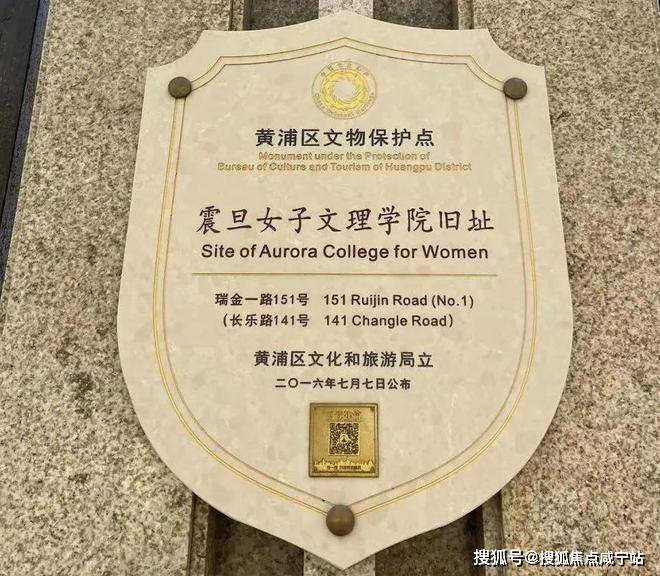 黄浦区文物保护点
Monument under the Protection of
Bureau of Culture and Tourism of Huangpu District
震旦女子文理学院旧址
Site of Aurora College for Women
瑞金一路151号 151 Ruijin Road (No.1)
(长乐路141号 141 Changle Road)
黄浦区文化和旅游局立
二〇一六年七月七日公布
搜狐号@搜狐焦点咸宁站